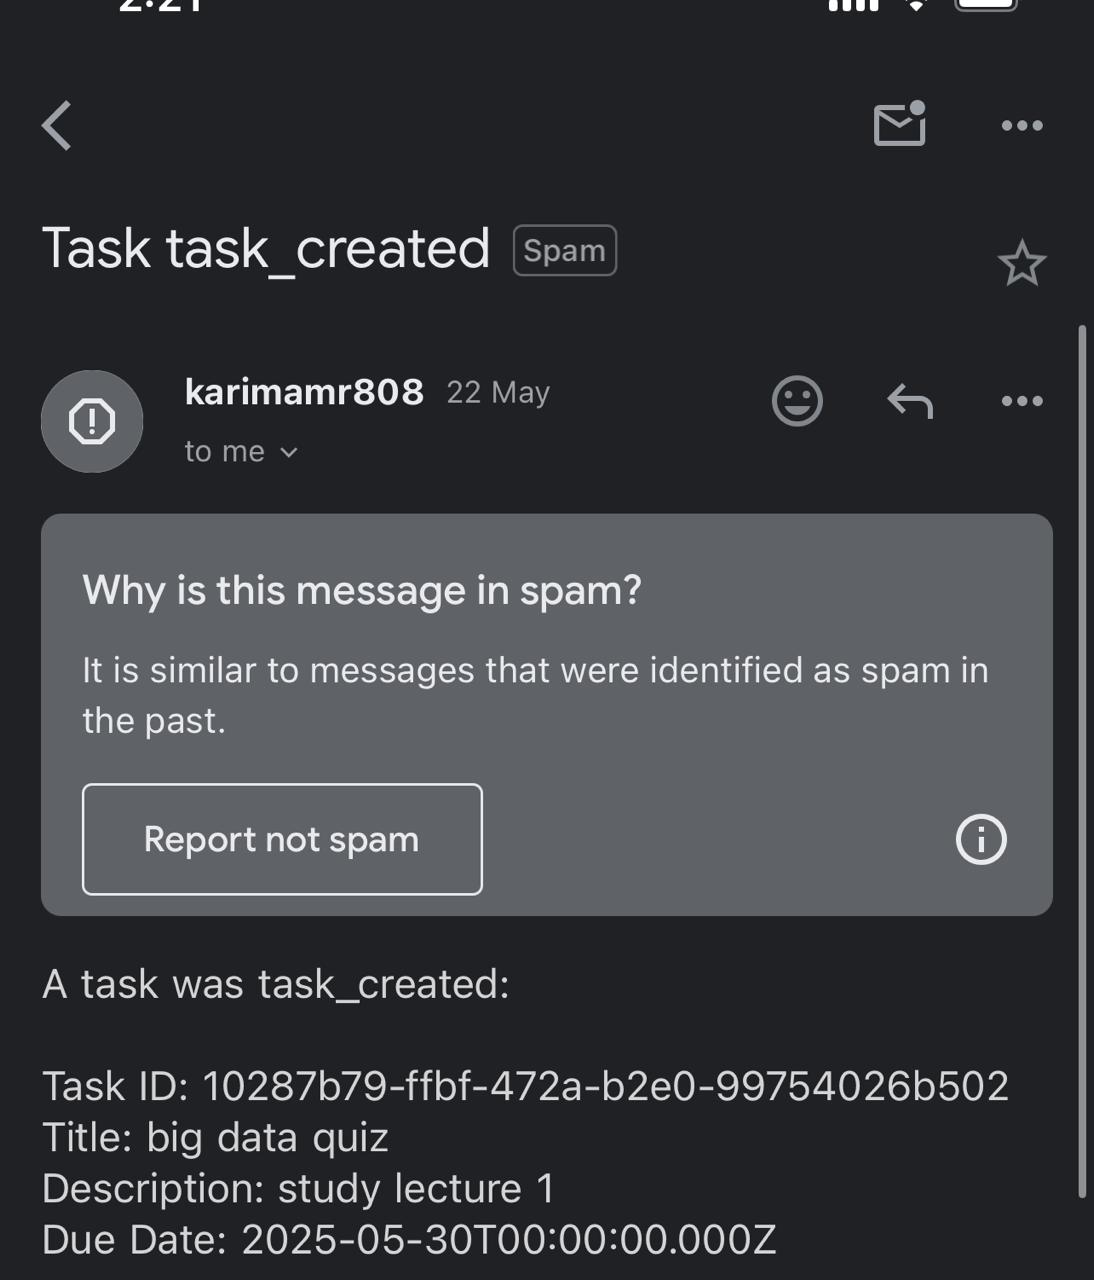 2:21
Task task_created Spam
karimamr808 22 May
to me
Why is this message in spam?
It is similar to messages that were identified as spam in
the past.
Report not spam
A task was task_created:
Task ID: 10287b79-ffbf-472a-b2e0-99754026b502
Title: big data quiz
Description: study lecture 1
Due Date: 2025-05-30T00:00:00.000Z